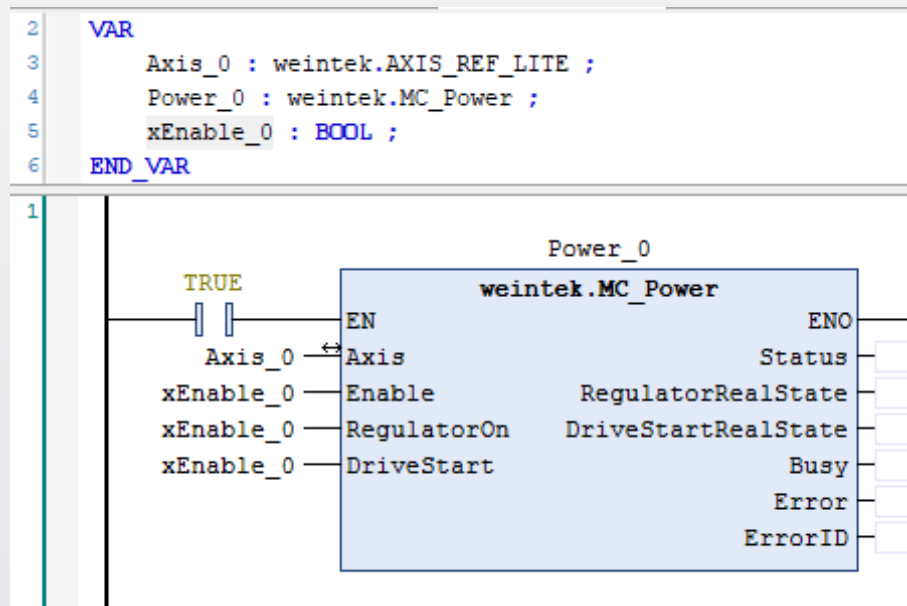 2 VAR
3 Axis_0 : weintek.AXIS_REF_LITE ;
4 Power_0 : weintek.MC_Power ;
5 xEnable_0 : BOOL ;
6 END_VAR
1
Power_0
TRUE
weintek.MC_Power
EN ENO
Axis_0 Axis Status
xEnable_0 Enable RegulatorRealState
xEnable_0 RegulatorOn DriveStartRealState
xEnable_0 DriveStart Busy
Error
ErrorID